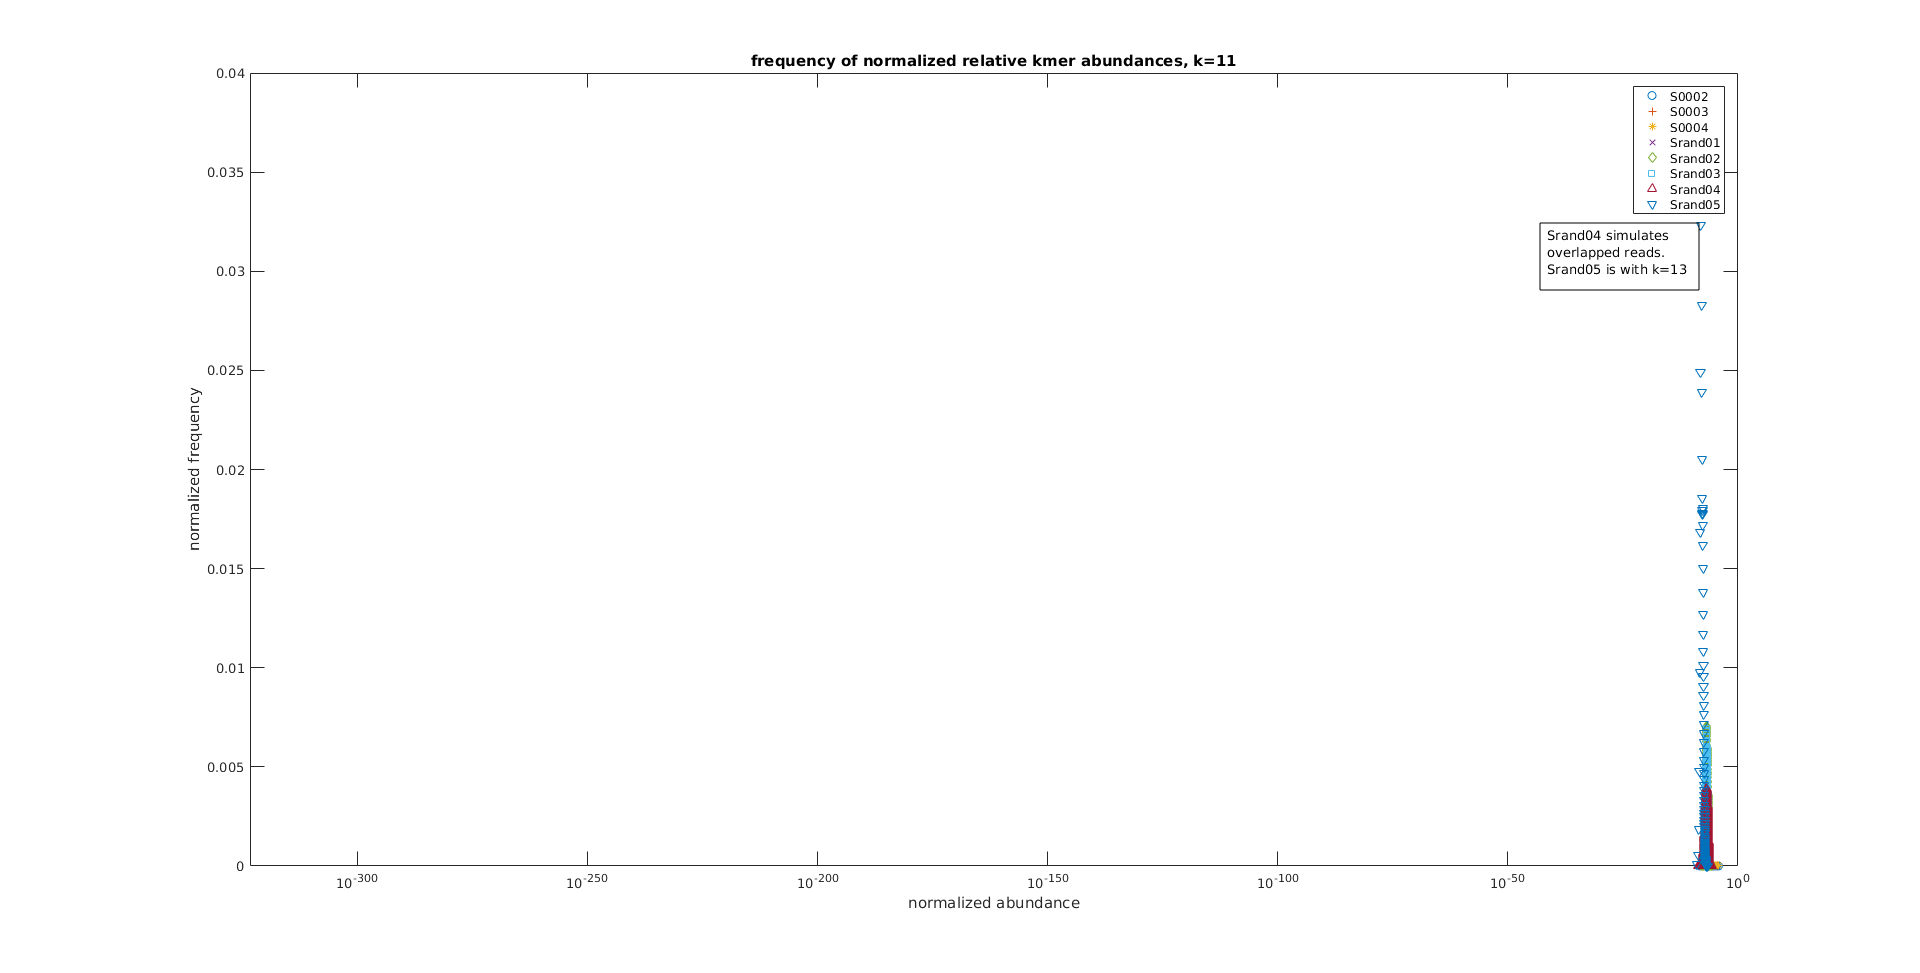 frequency of normalized relative kmer abundances, k=11
0.04
0.035
0.03
0.025
0.02
0.015
0.01
0.005
0
normalized frequency
S0002
S0003
S0004
Srand01
Srand02
Srand03
Srand04
Srand05
Srand04 simulates
overlapped reads.
Srand05 is with k=13
10^-300 10^-250 10^-200 10^-150 10^-100 10^-50 10^0
normalized abundance